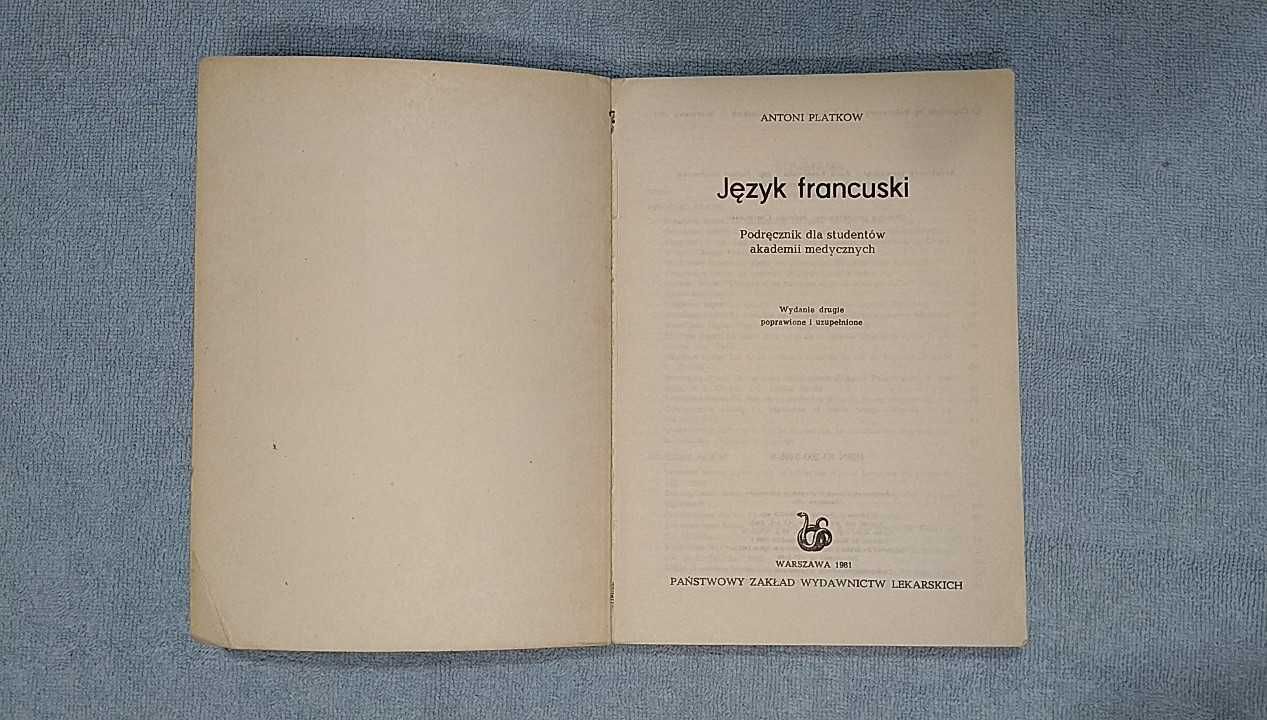 ANTONI PLATKOW
Język francuski
Podręcznik dla studentów
akademii medycznych
Wydanie drugie
poprawione i uzupełnione
WARSZAWA 1981
PAŃSTWOWY ZAKŁAD WYDAWNICTW LEKARSKICH